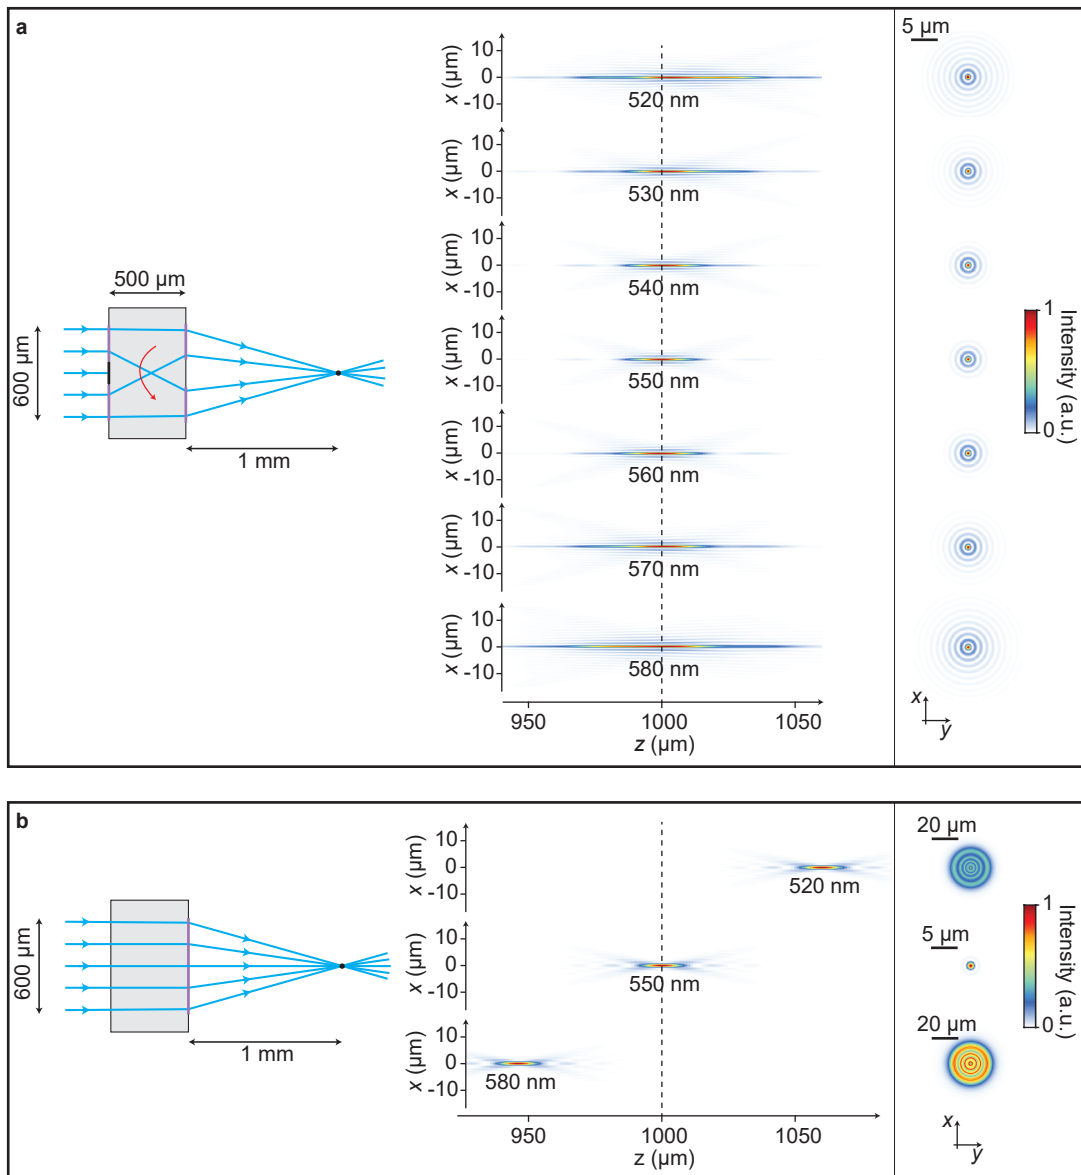 a
500 µm
600 µm
1 mm
x (µm)
10
0
-10
520 nm
x (µm)
10
0
-10
530 nm
x (µm)
10
0
-10
540 nm
x (µm)
10
0
-10
550 nm
x (µm)
10
0
-10
560 nm
x (µm)
10
0
-10
570 nm
x (µm)
10
0
-10
580 nm
950
1000
1050
z (µm)
5 µm
1
0
Intensity (a.u.)
x
y
b
600 µm
1 mm
x (µm)
10
0
-10
520 nm
x (µm)
10
0
-10
550 nm
x (µm)
10
0
-10
580 nm
950
1000
1050
z (µm)
20 µm
5 µm
20 µm
1
0
Intensity (a.u.)
x
y